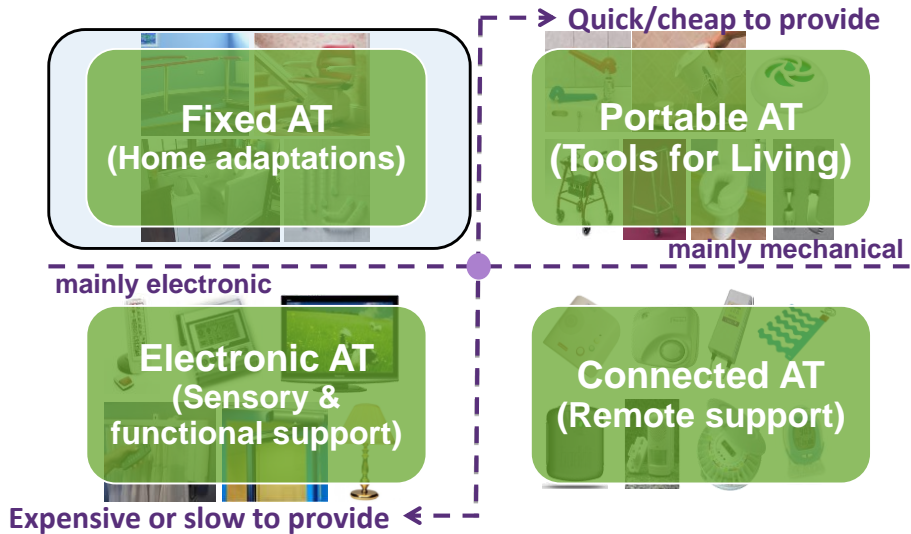 Quick/cheap to provide
Fixed AT
(Home adaptations)
Portable AT
(Tools for Living)
mainly mechanical
mainly electronic
Electronic AT
(Sensory &
functional support)
Connected AT
(Remote support)
Expensive or slow to provide